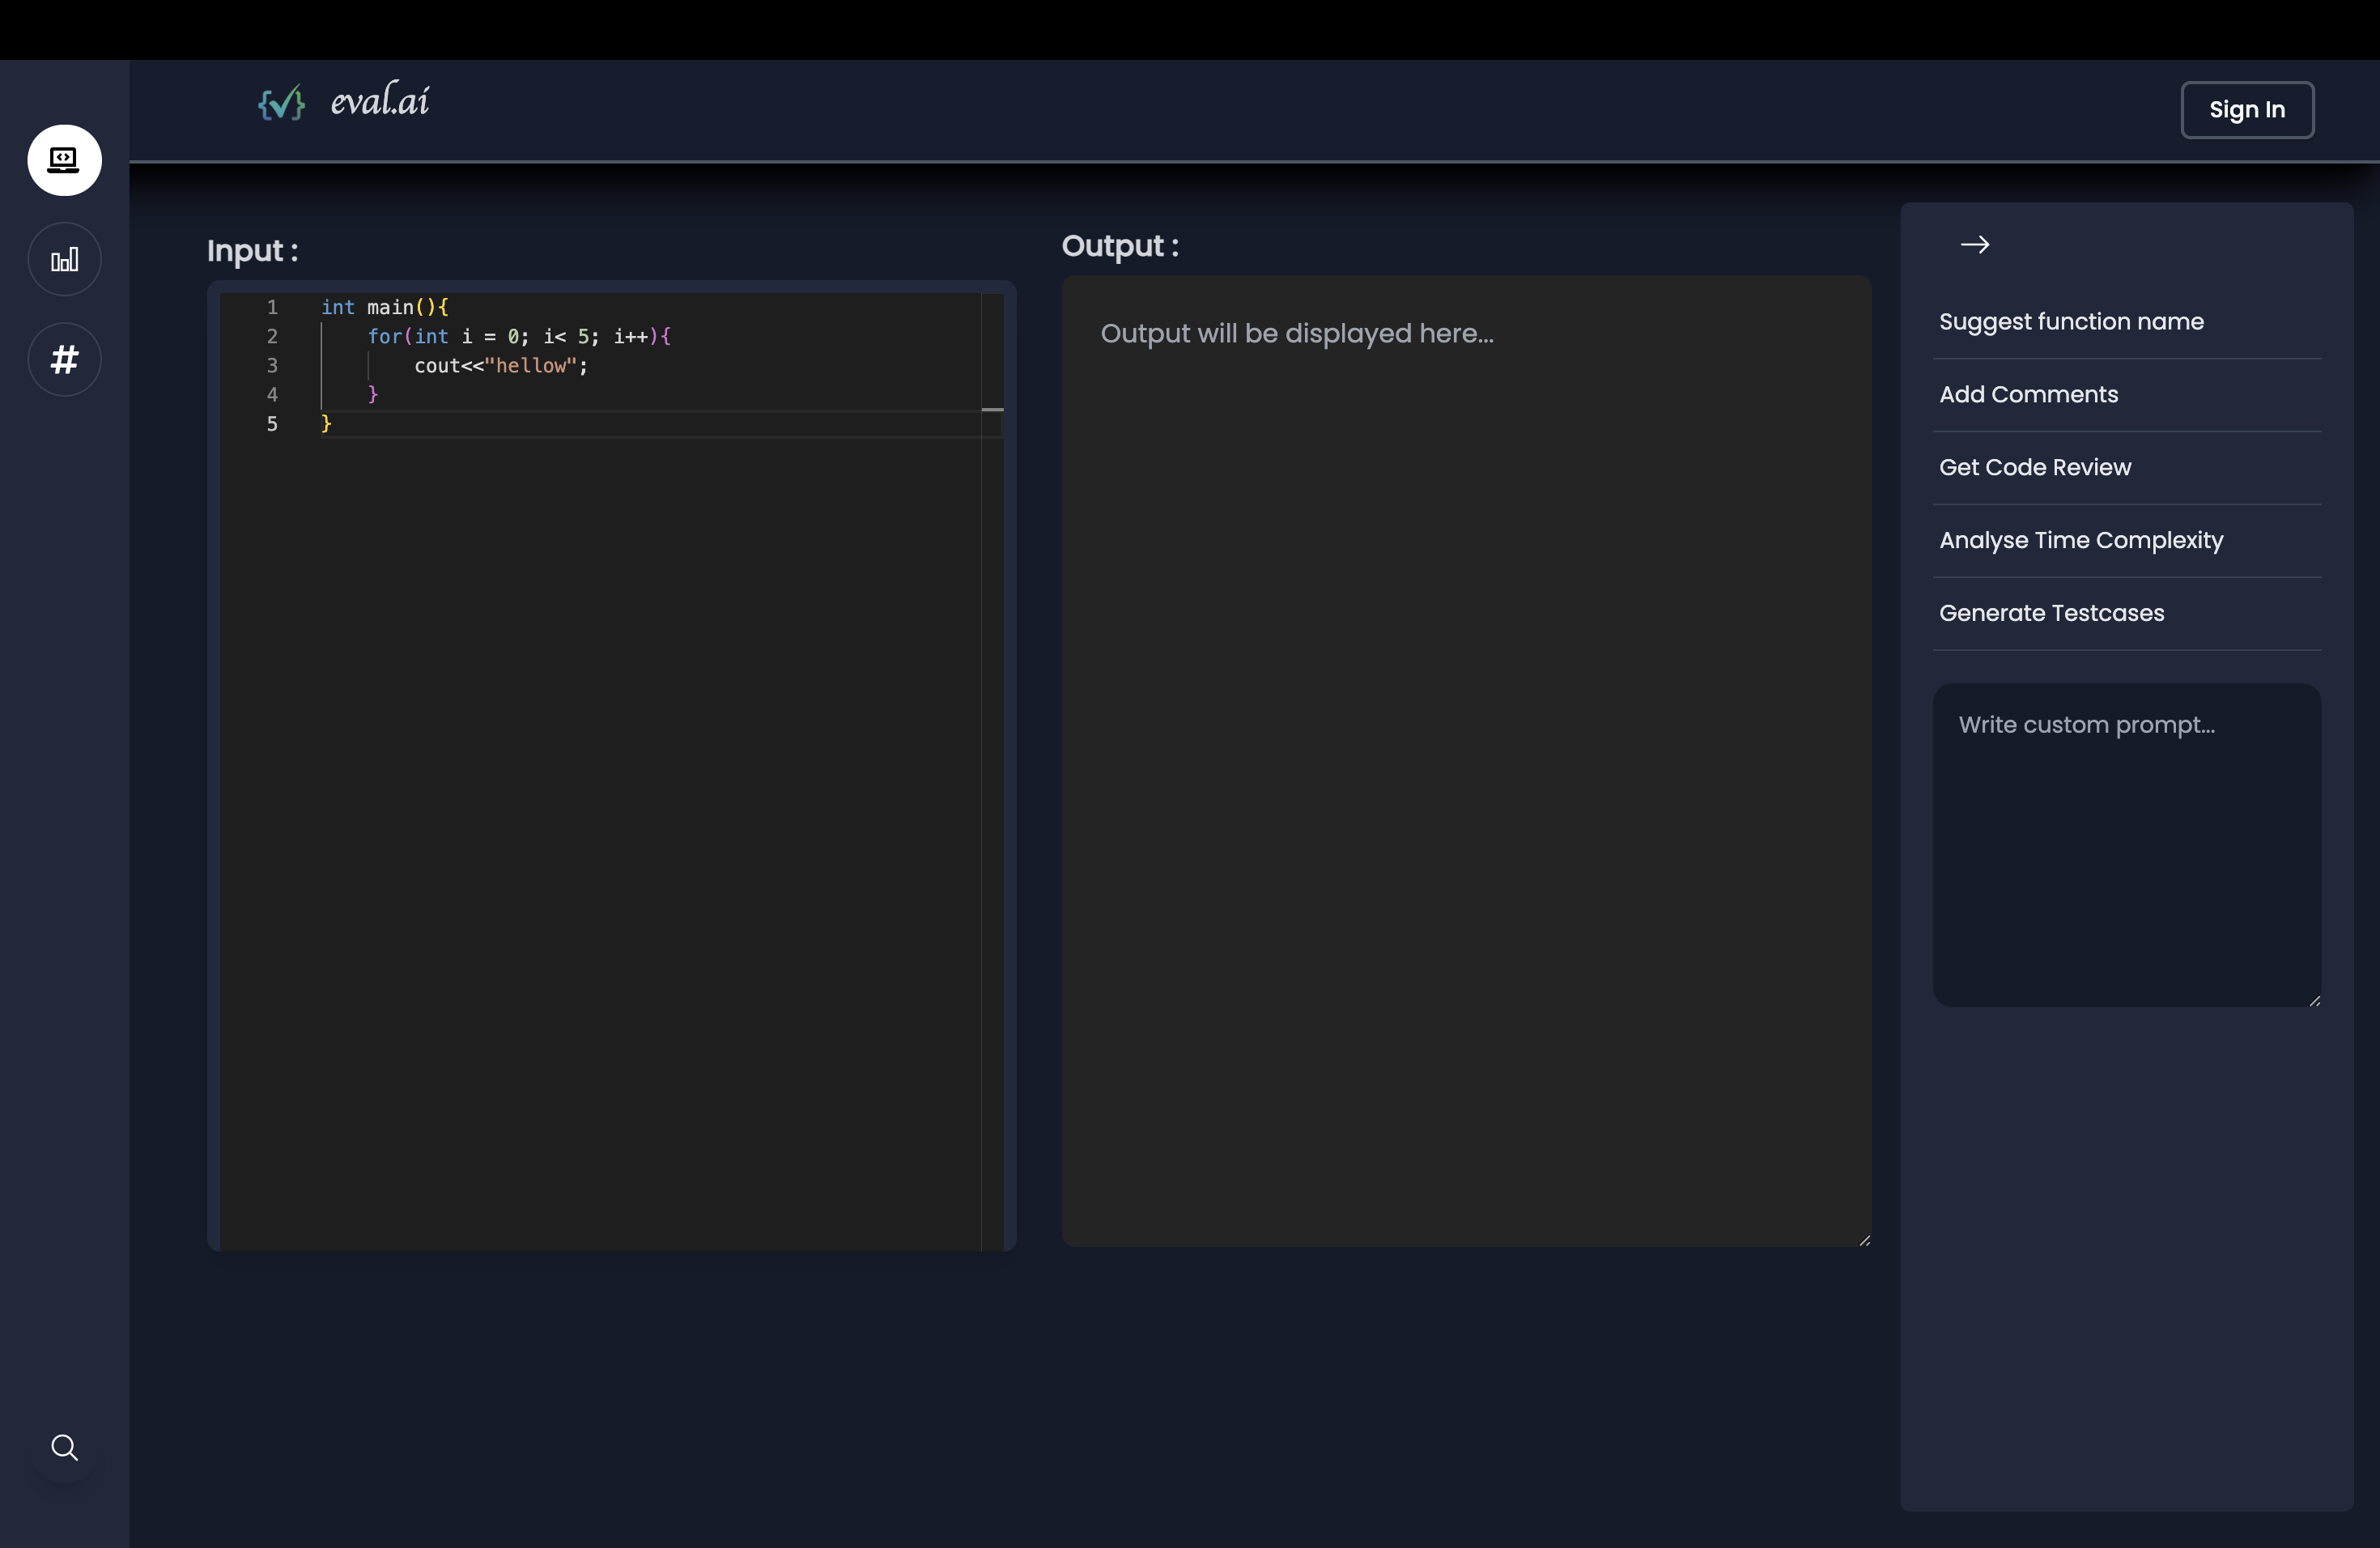 eval.ai
Sign In
Input :
1 int main(){
2     for(int i = 0; i< 5; i++){
3         cout<<"hellow";
4     }
5 }
Output :
Output will be displayed here...
Suggest function name
Add Comments
Get Code Review
Analyse Time Complexity
Generate Testcases
Write custom prompt...